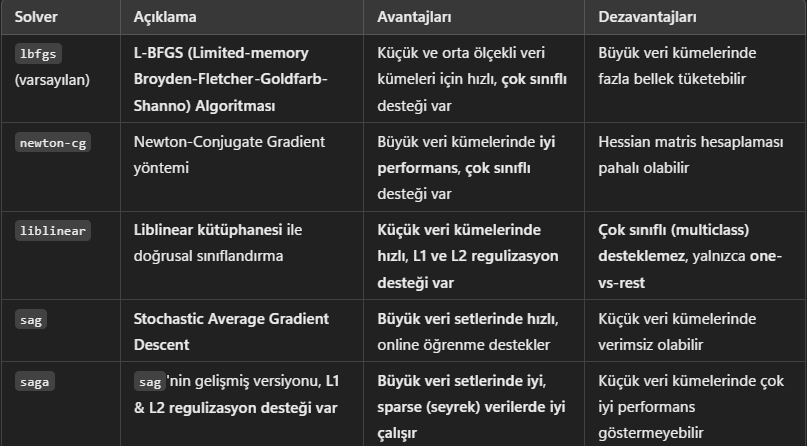 Solver Açıklama Avantajları Dezavantajları
lbfgs
(varsayılan)
L-BFGS (Limited-memory
Broyden-Fletcher-Goldfarb-
Shanno) Algoritması
Küçük ve orta ölçekli veri
kümeleri için hızlı, çok sınıflı
desteği var
Büyük veri kümelerinde
fazla bellek tüketebilir
newton-cg
Newton-Conjugate Gradient
yöntemi
Büyük veri kümelerinde iyi
performans, çok sınıflı
desteği var
Hessian matris hesaplaması
pahalı olabilir
liblinear
Liblinear kütüphanesi ile
doğrusal sınıflandırma
Küçük veri kümelerinde
hızlı, L1 ve L2 regulizasyon
desteği var
Çok sınıflı (multiclass)
desteklemez, yalnızca one-
vs-rest
sag
Stochastic Average Gradient
Descent
Büyük veri setlerinde hızlı,
online öğrenme destekler
Küçük veri kümelerinde
verimsiz olabilir
saga
sag'nin gelişmiş versiyonu, L1
& L2 regulizasyon desteği var
Büyük veri setlerinde iyi,
sparse (seyrek) verilerde iyi
çalışır
Küçük veri kümelerinde çok
iyi performans
göstermeyebilir